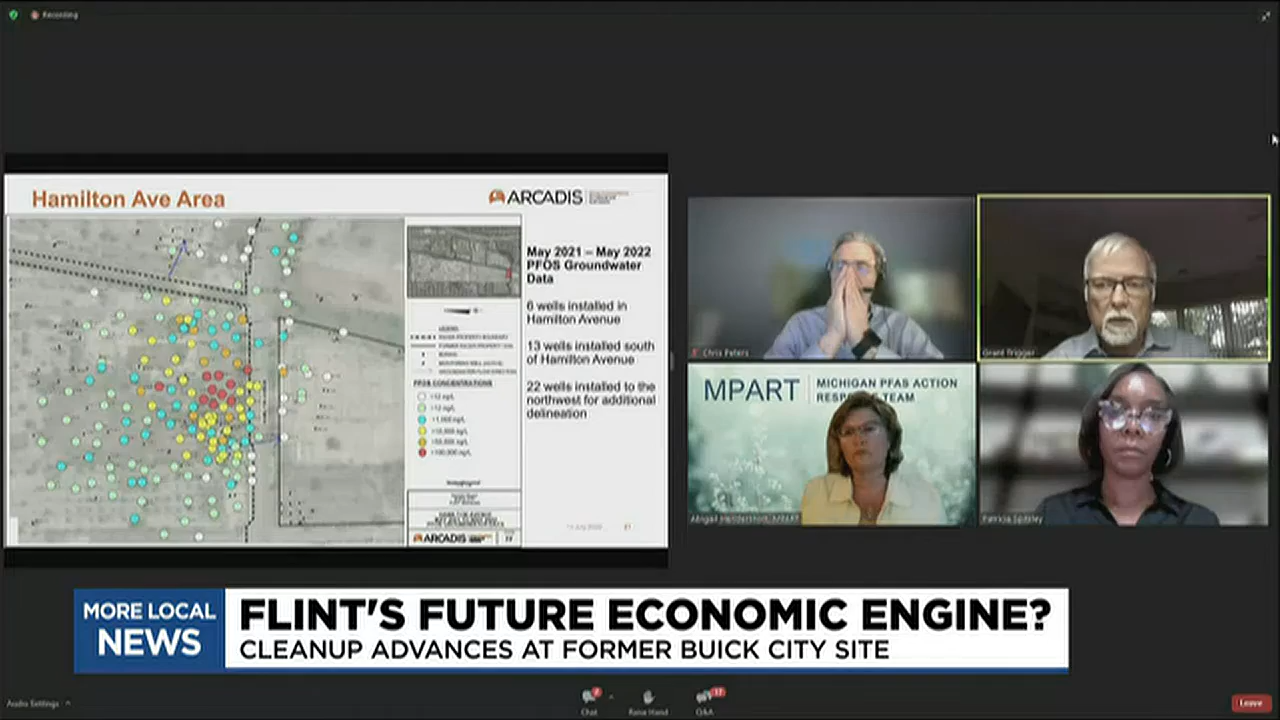 Recording
Hamilton Ave Area
ARCADIS
May 2021 – May 2022
PFOS Groundwater
Data
6 wells installed in
Hamilton Avenue
13 wells installed south
of Hamilton Avenue
22 wells installed to the
northwest for additional
delineation
PFOS CONCENTRATIONS
ARCADIS
Chris Peters
Grant Trigger
MPART
MICHIGAN PFAS ACTION
RESPONSE TEAM
MORE LOCAL
NEWS
FLINT'S FUTURE ECONOMIC ENGINE?
CLEANUP ADVANCES AT FORMER BUICK CITY SITE
Audio Settings
Chat
Raise Hand
Q&A
Leave